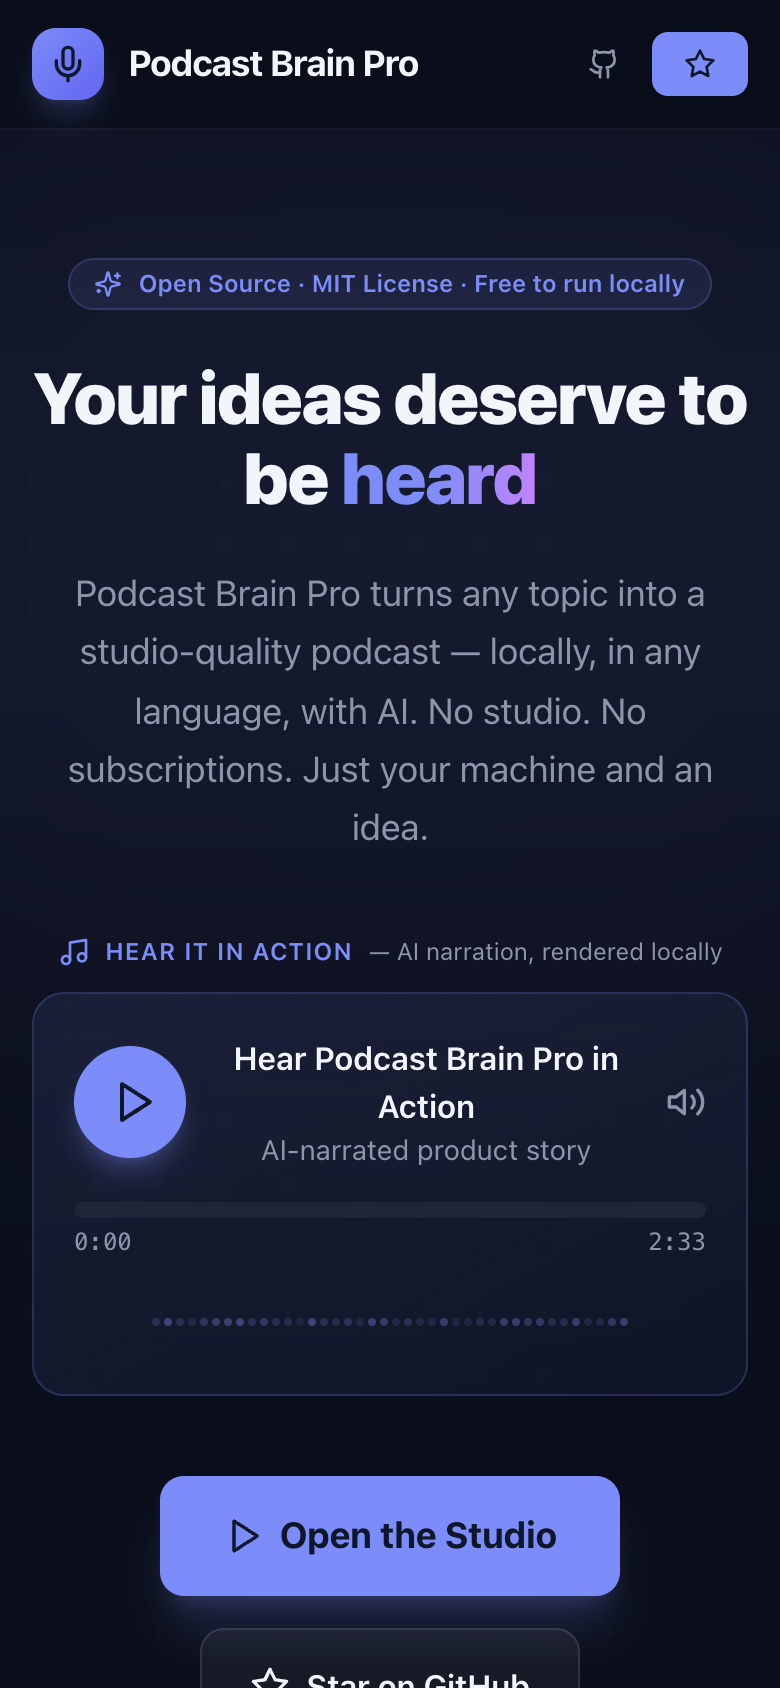 Podcast Brain Pro
Open Source · MIT License · Free to run locally
Your ideas deserve to
be heard
Podcast Brain Pro turns any topic into a
studio-quality podcast — locally, in any
language, with AI. No studio. No
subscriptions. Just your machine and an
idea.
HEAR IT IN ACTION — AI narration, rendered locally
Hear Podcast Brain Pro in
Action
AI-narrated product story
0:00 2:33
Open the Studio
Star on GitHub